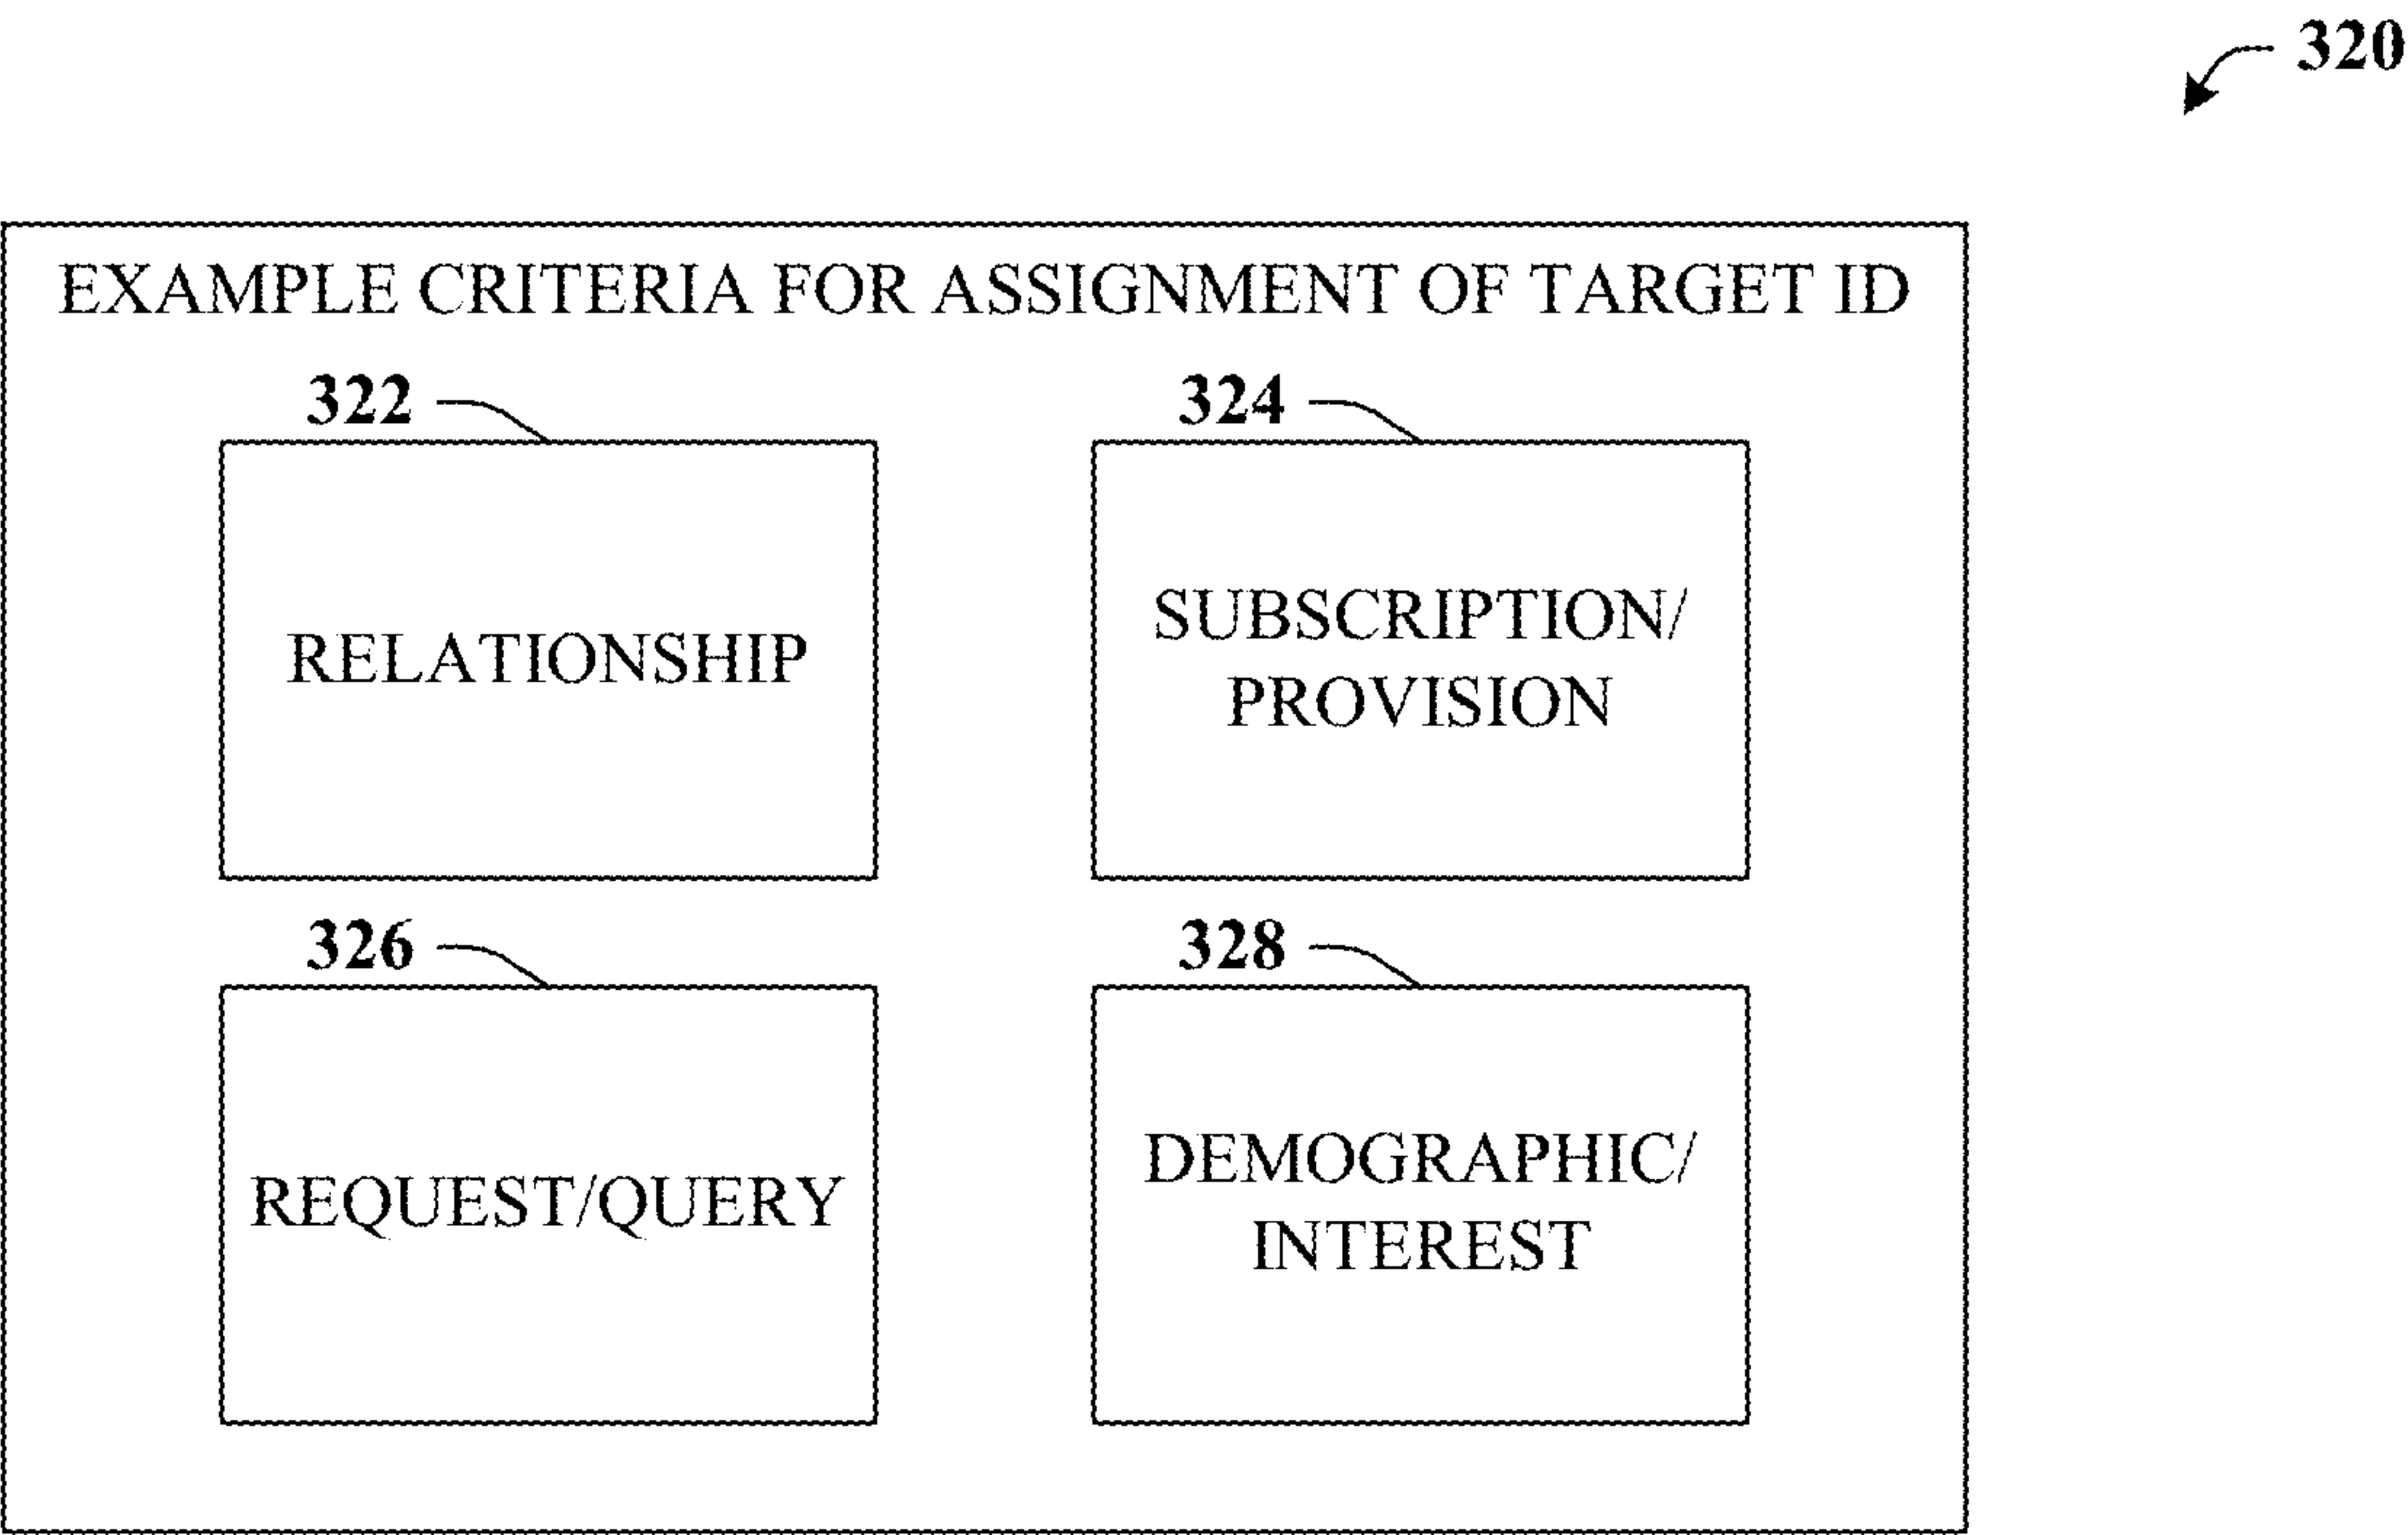 320
EXAMPLE CRITERIA FOR ASSIGNMENT OF TARGET ID
322
RELATIONSHIP
324
SUBSCRIPTION/
PROVISION
326
REQUEST/QUERY
328
DEMOGRAPHIC/
INTEREST